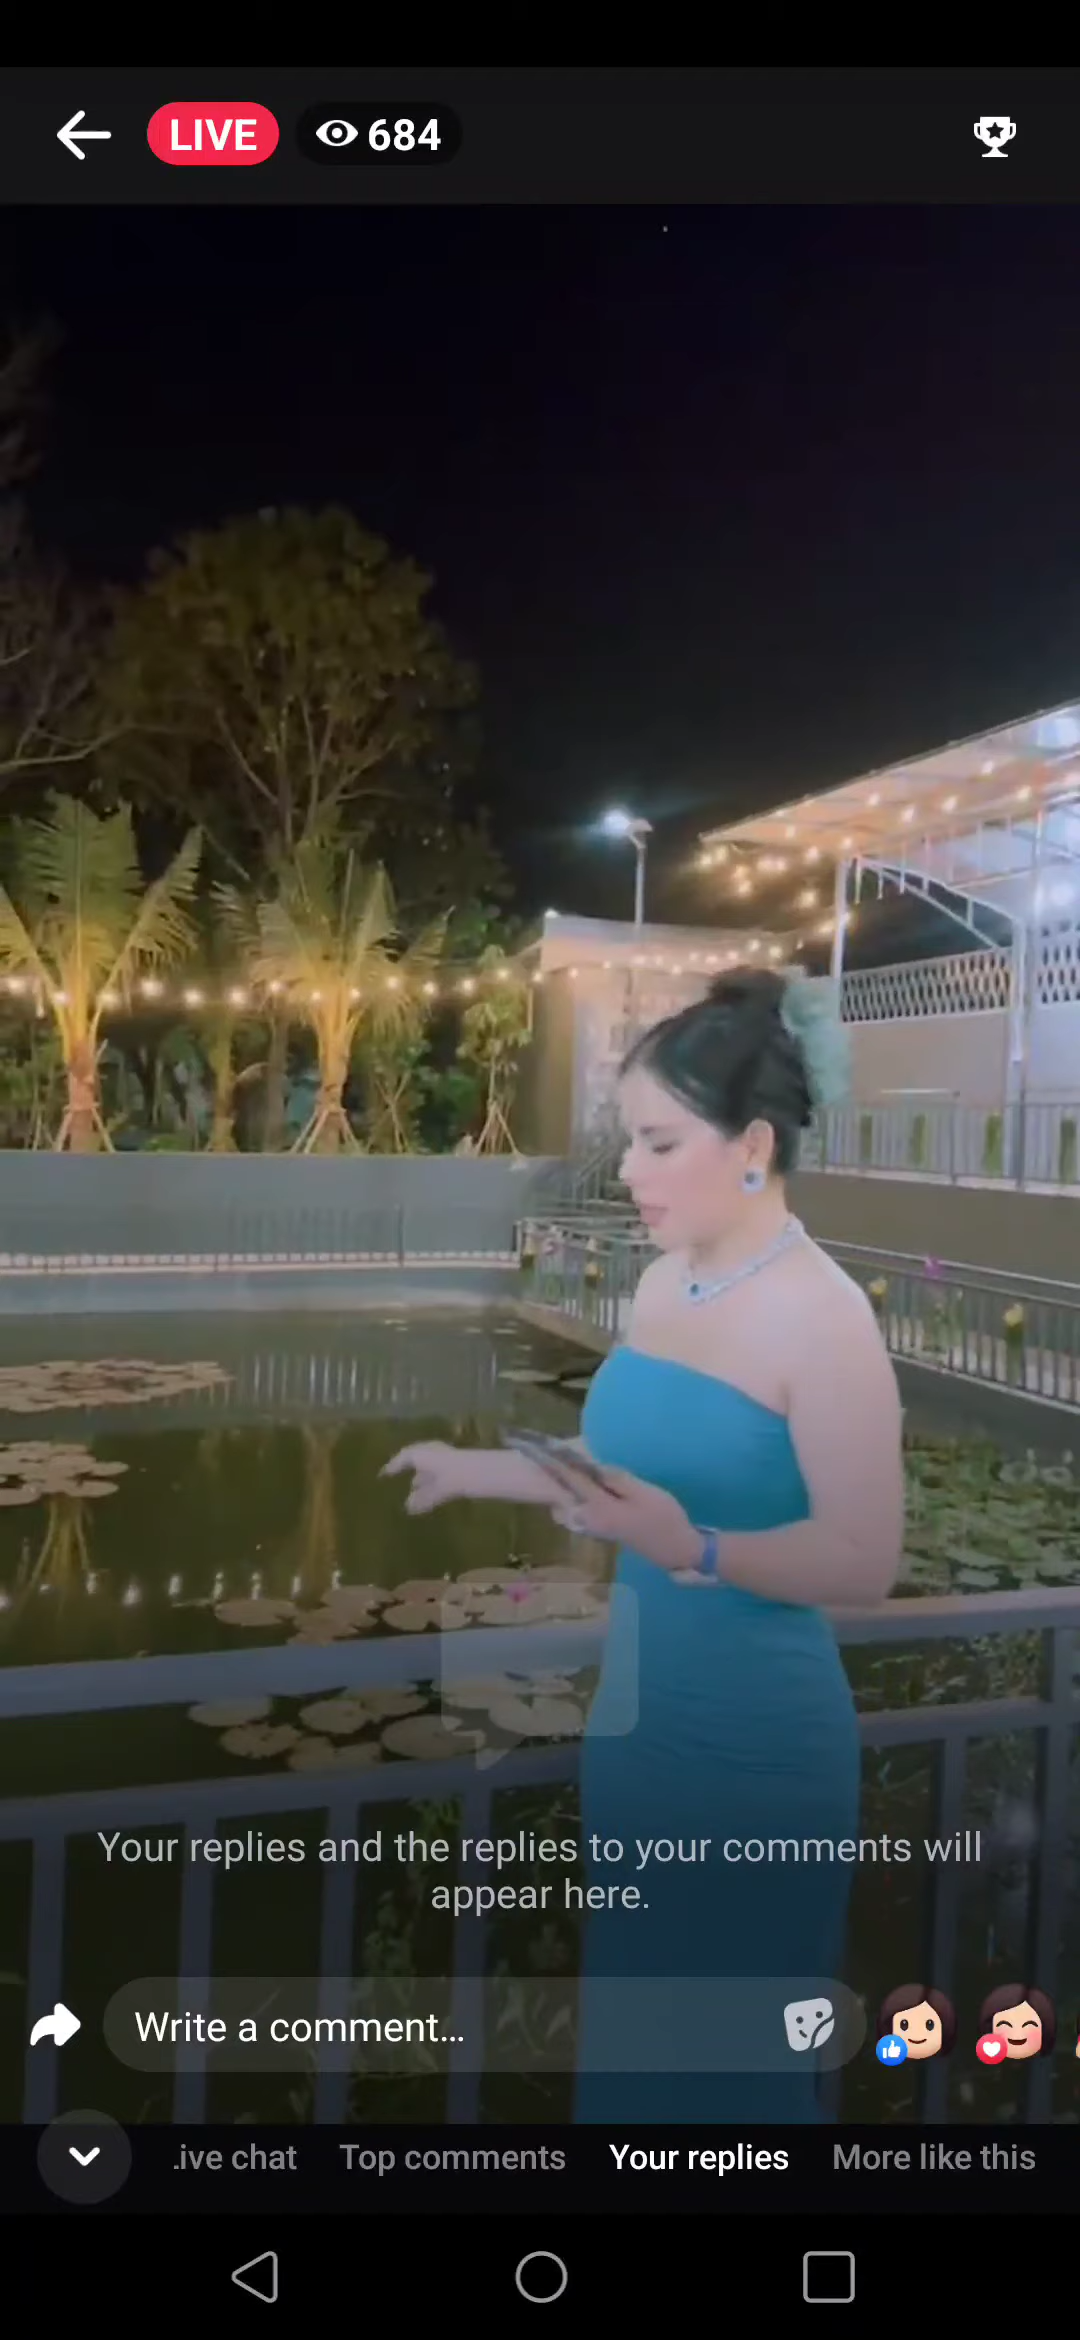 LIVE 684
Your replies and the replies to your comments will
appear here.
Write a comment...
.ive chat Top comments Your replies More like this